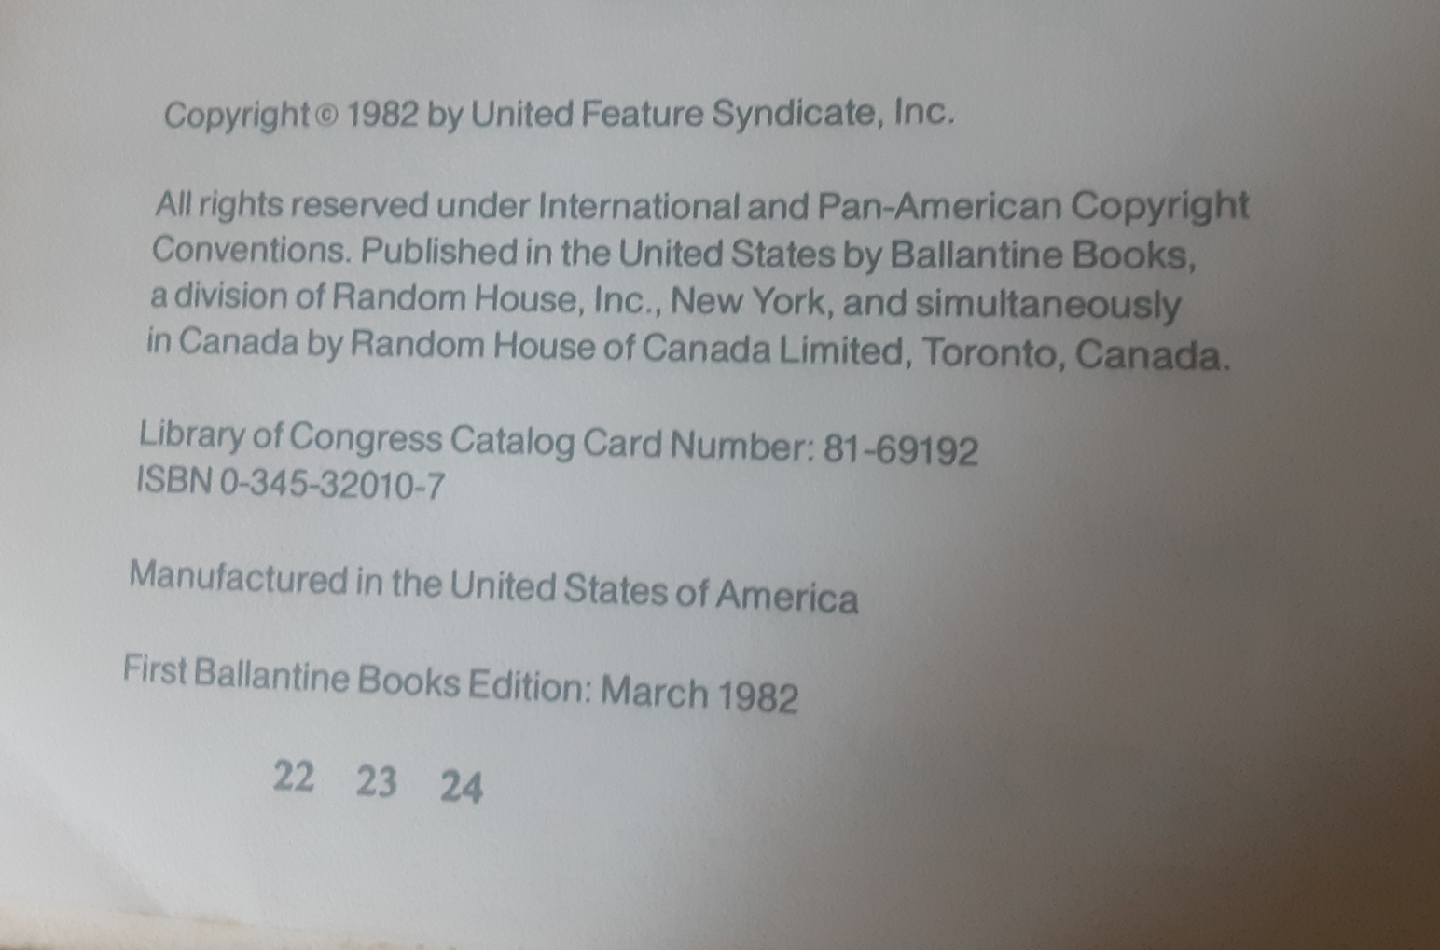 Copyright © 1982 by United Feature Syndicate, Inc.
All rights reserved under International and Pan-American Copyright
Conventions. Published in the United States by Ballantine Books,
a division of Random House, Inc., New York, and simultaneously
in Canada by Random House of Canada Limited, Toronto, Canada.
Library of Congress Catalog Card Number: 81-69192
ISBN 0-345-32010-7
Manufactured in the United States of America
First Ballantine Books Edition: March 1982
22 23 24